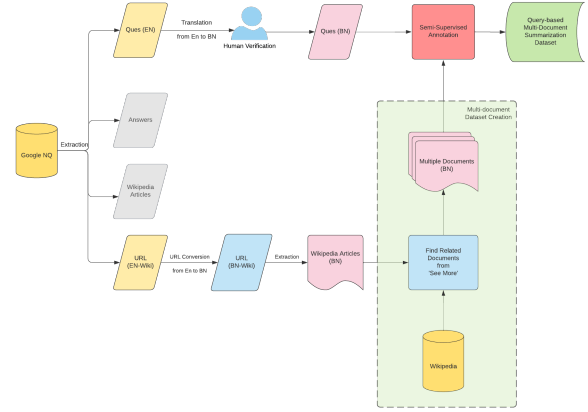 Ques (EN)
Translation
from En to BN
Human Verification
Ques (BN)
Semi-Supervised
Annotation
Query-based
Multi-Document
Summarization
Dataset
Answers
Google NQ
Extraction
Wikipedia
Articles
Multi-document
Dataset Creation
Multiple Documents
(BN)
URL
(EN-Wiki)
URL Conversion
from En to BN
URL
(BN-Wiki)
Extraction
Wikipedia Articles
(BN)
Find Related
Documents
from
'See More'
Wikipedia